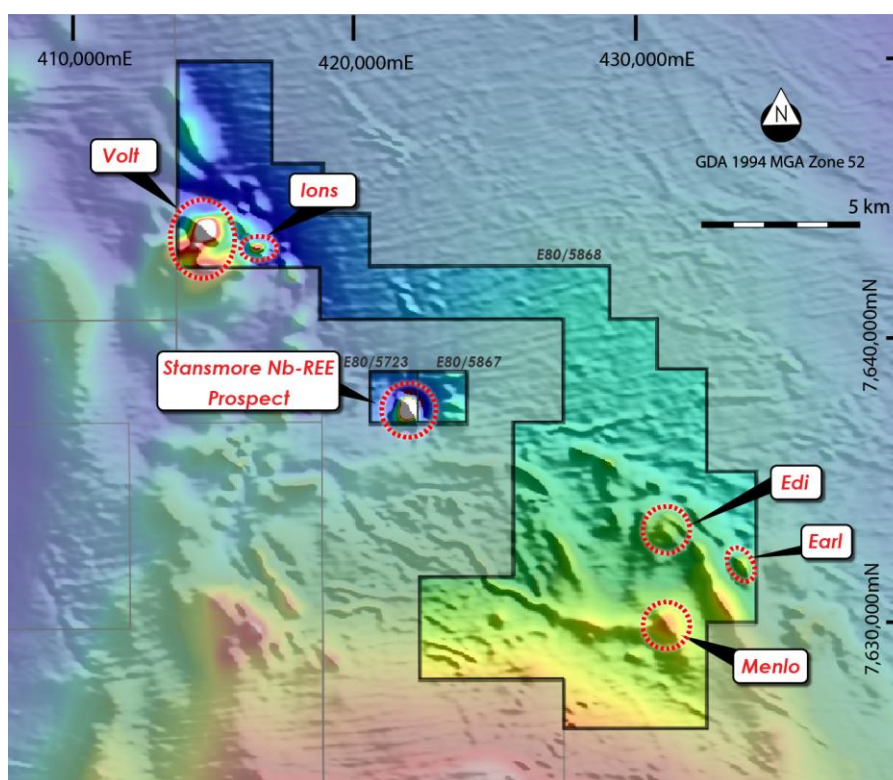 410,000mE
420,000mE
430,000mE
N
GDA 1994 MGA Zone 52
5 km
Volt
Ions
E80/5868
7,640,000mN
Stansmore Nb-REE
Prospect
E80/5723
E80/5867
Edi
Earl
7,630,000mN
Menlo